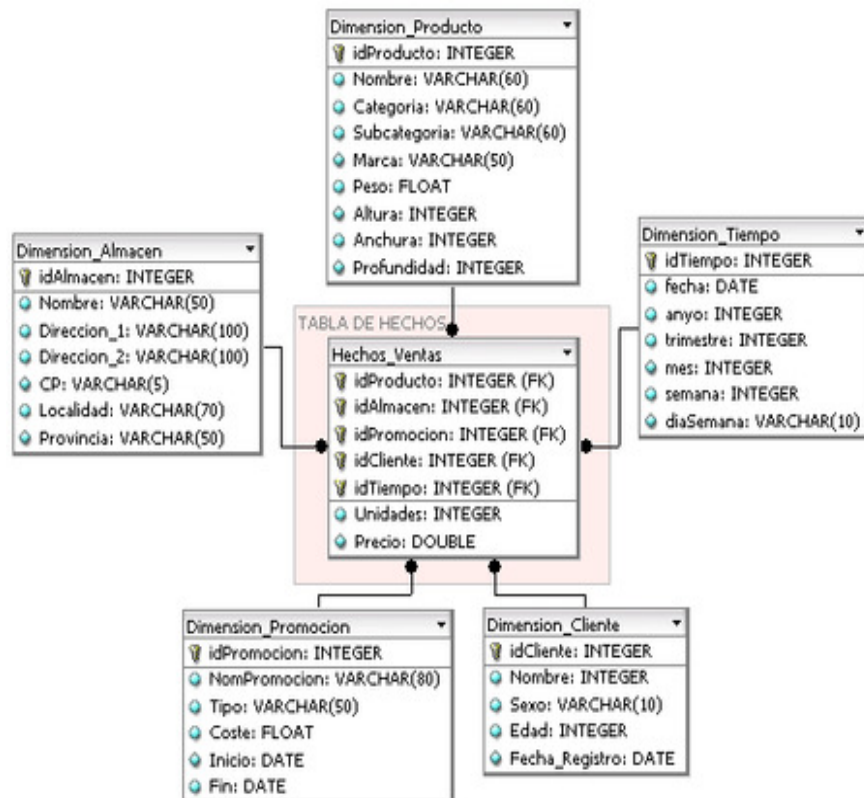 Dimension_Producto
idProducto: INTEGER
Nombre: VARCHAR(60)
Categoria: VARCHAR(60)
Subcategoria: VARCHAR(60)
Marca: VARCHAR(50)
Peso: FLOAT
Altura: INTEGER
Anchura: INTEGER
Profundidad: INTEGER
Dimension_Almacen
idAlmacen: INTEGER
Nombre: VARCHAR(50)
Direccion_1: VARCHAR(100)
Direccion_2: VARCHAR(100)
CP: VARCHAR(5)
Localidad: VARCHAR(70)
Provincia: VARCHAR(50)
Dimension_Tiempo
idTiempo: INTEGER
fecha: DATE
anyo: INTEGER
trimestre: INTEGER
mes: INTEGER
semana: INTEGER
diaSemana: VARCHAR(10)
TABLA DE HECHOS
Hechos_Ventas
idProducto: INTEGER (FK)
idAlmacen: INTEGER (FK)
idPromocion: INTEGER (FK)
idCliente: INTEGER (FK)
idTiempo: INTEGER (FK)
Unidades: INTEGER
Precio: DOUBLE
Dimension_Promocion
idPromocion: INTEGER
NomPromocion: VARCHAR(80)
Tipo: VARCHAR(50)
Coste: FLOAT
Inicio: DATE
Fin: DATE
Dimension_Cliente
idCliente: INTEGER
Nombre: INTEGER
Sexo: VARCHAR(10)
Edad: INTEGER
Fecha_Registro: DATE